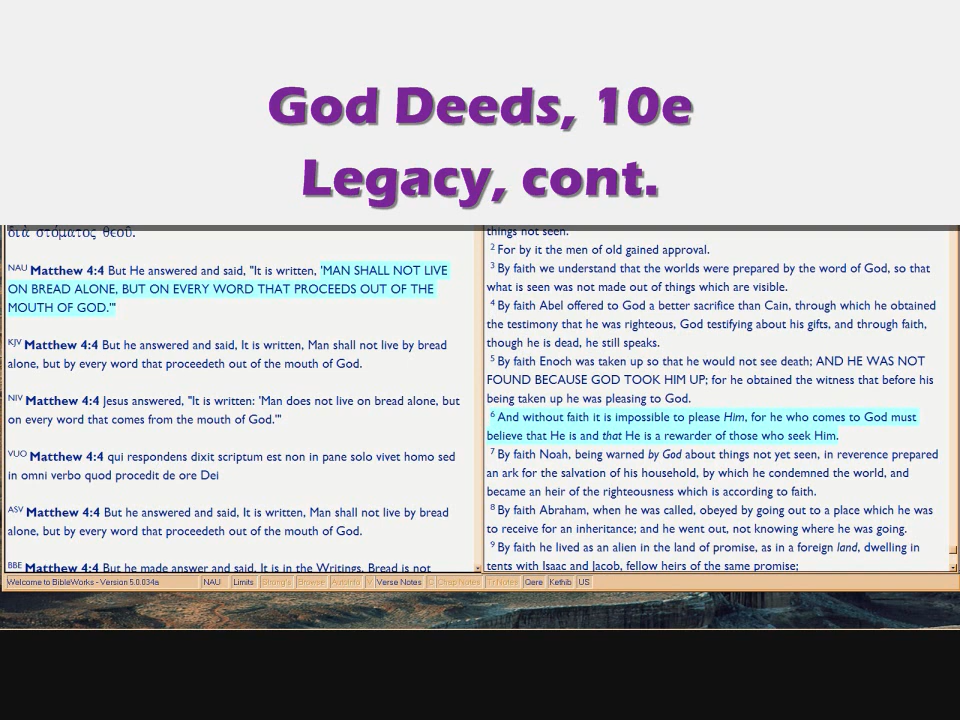 God Deeds, 10e
Legacy, cont.
διὰ στόματος θεοῦ.
NAU Matthew 4:4 But He answered and said, "It is written, 'MAN SHALL NOT LIVE
ON BREAD ALONE, BUT ON EVERY WORD THAT PROCEEDS OUT OF THE
MOUTH OF GOD.'"
KJV Matthew 4:4 But he answered and said, It is written, Man shall not live by bread
alone, but by every word that proceedeth out of the mouth of God.
NIV Matthew 4:4 Jesus answered, "It is written: 'Man does not live on bread alone, but
on every word that comes from the mouth of God.'"
VUO Matthew 4:4 qui respondens dixit scriptum est non in pane solo vivet homo sed
in omni verbo quod procedit de ore Dei
ASV Matthew 4:4 But he answered and said, It is written, Man shall not live by bread
alone, but by every word that proceedeth out of the mouth of God.
BBE Matthew 4:4 But he made answer and said, It is in the Writings, Bread is not
things not seen.
2 For by it the men of old gained approval.
3 By faith we understand that the worlds were prepared by the word of God, so that
what is seen was not made out of things which are visible.
4 By faith Abel offered to God a better sacrifice than Cain, through which he obtained
the testimony that he was righteous, God testifying about his gifts, and through faith,
though he is dead, he still speaks.
5 By faith Enoch was taken up so that he would not see death; AND HE WAS NOT
FOUND BECAUSE GOD TOOK HIM UP; for he obtained the witness that before his
being taken up he was pleasing to God.
6 And without faith it is impossible to please Him, for he who comes to God must
believe that He is and that He is a rewarder of those who seek Him.
7 By faith Noah, being warned by God about things not yet seen, in reverence prepared
an ark for the salvation of his household, by which he condemned the world, and
became an heir of the righteousness which is according to faith.
8 By faith Abraham, when he was called, obeyed by going out to a place which he was
to receive for an inheritance; and he went out, not knowing where he was going.
9 By faith he lived as an alien in the land of promise, as in a foreign land, dwelling in
tents with Isaac and Jacob, fellow heirs of the same promise;
Welcome to BibleWorks - Version 5.0.034a NAU Limits Strong's Browse AutoInfo V Verse Notes C Chap Notes Tr Notes Qere Kethib US